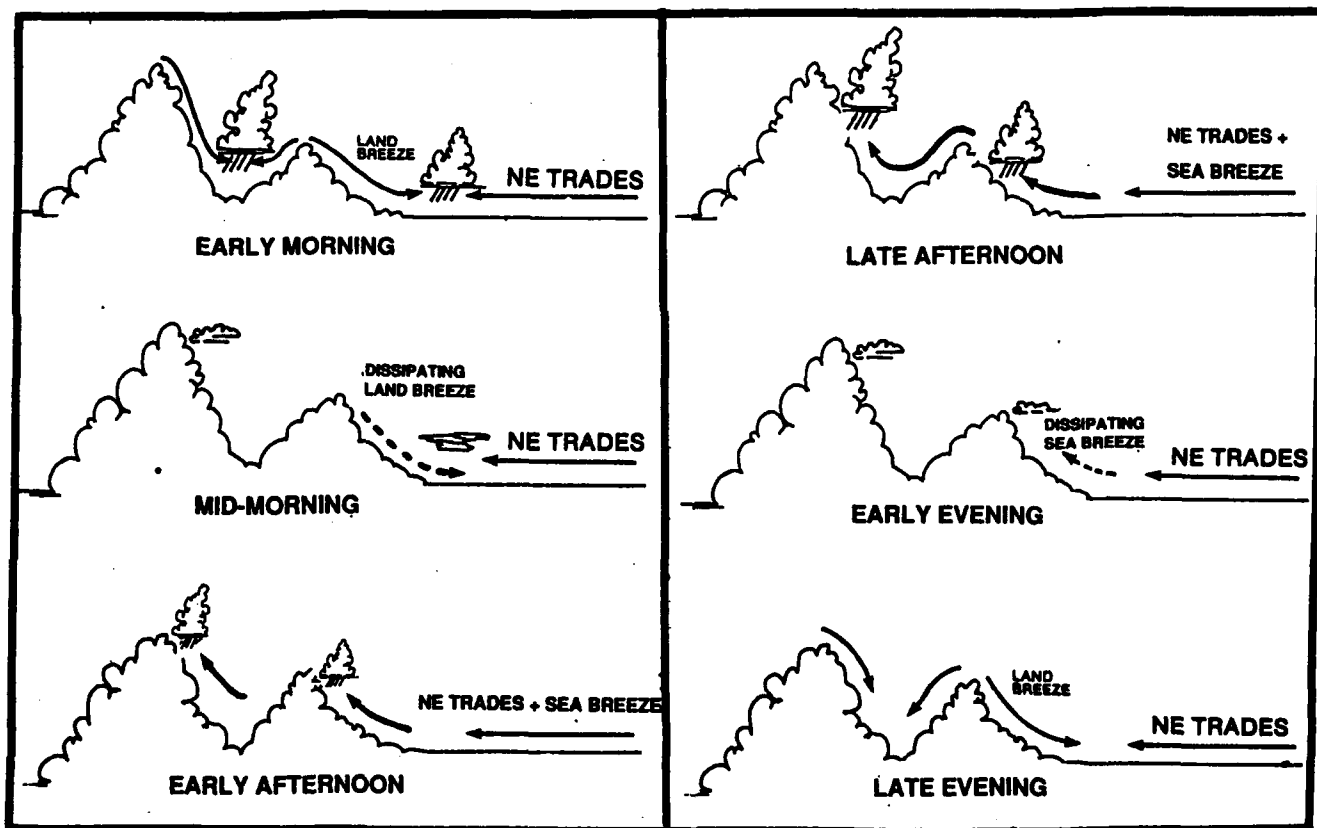 LAND
BREEZE
NE TRADES
EARLY MORNING
DISSIPATING
LAND BREEZE
NE TRADES
MID-MORNING
NE TRADES + SEA BREEZE
EARLY AFTERNOON
NE TRADES +
SEA BREEZE
LATE AFTERNOON
DISSIPATING
SEA BREEZE
NE TRADES
EARLY EVENING
LAND
BREEZE
NE TRADES
LATE EVENING